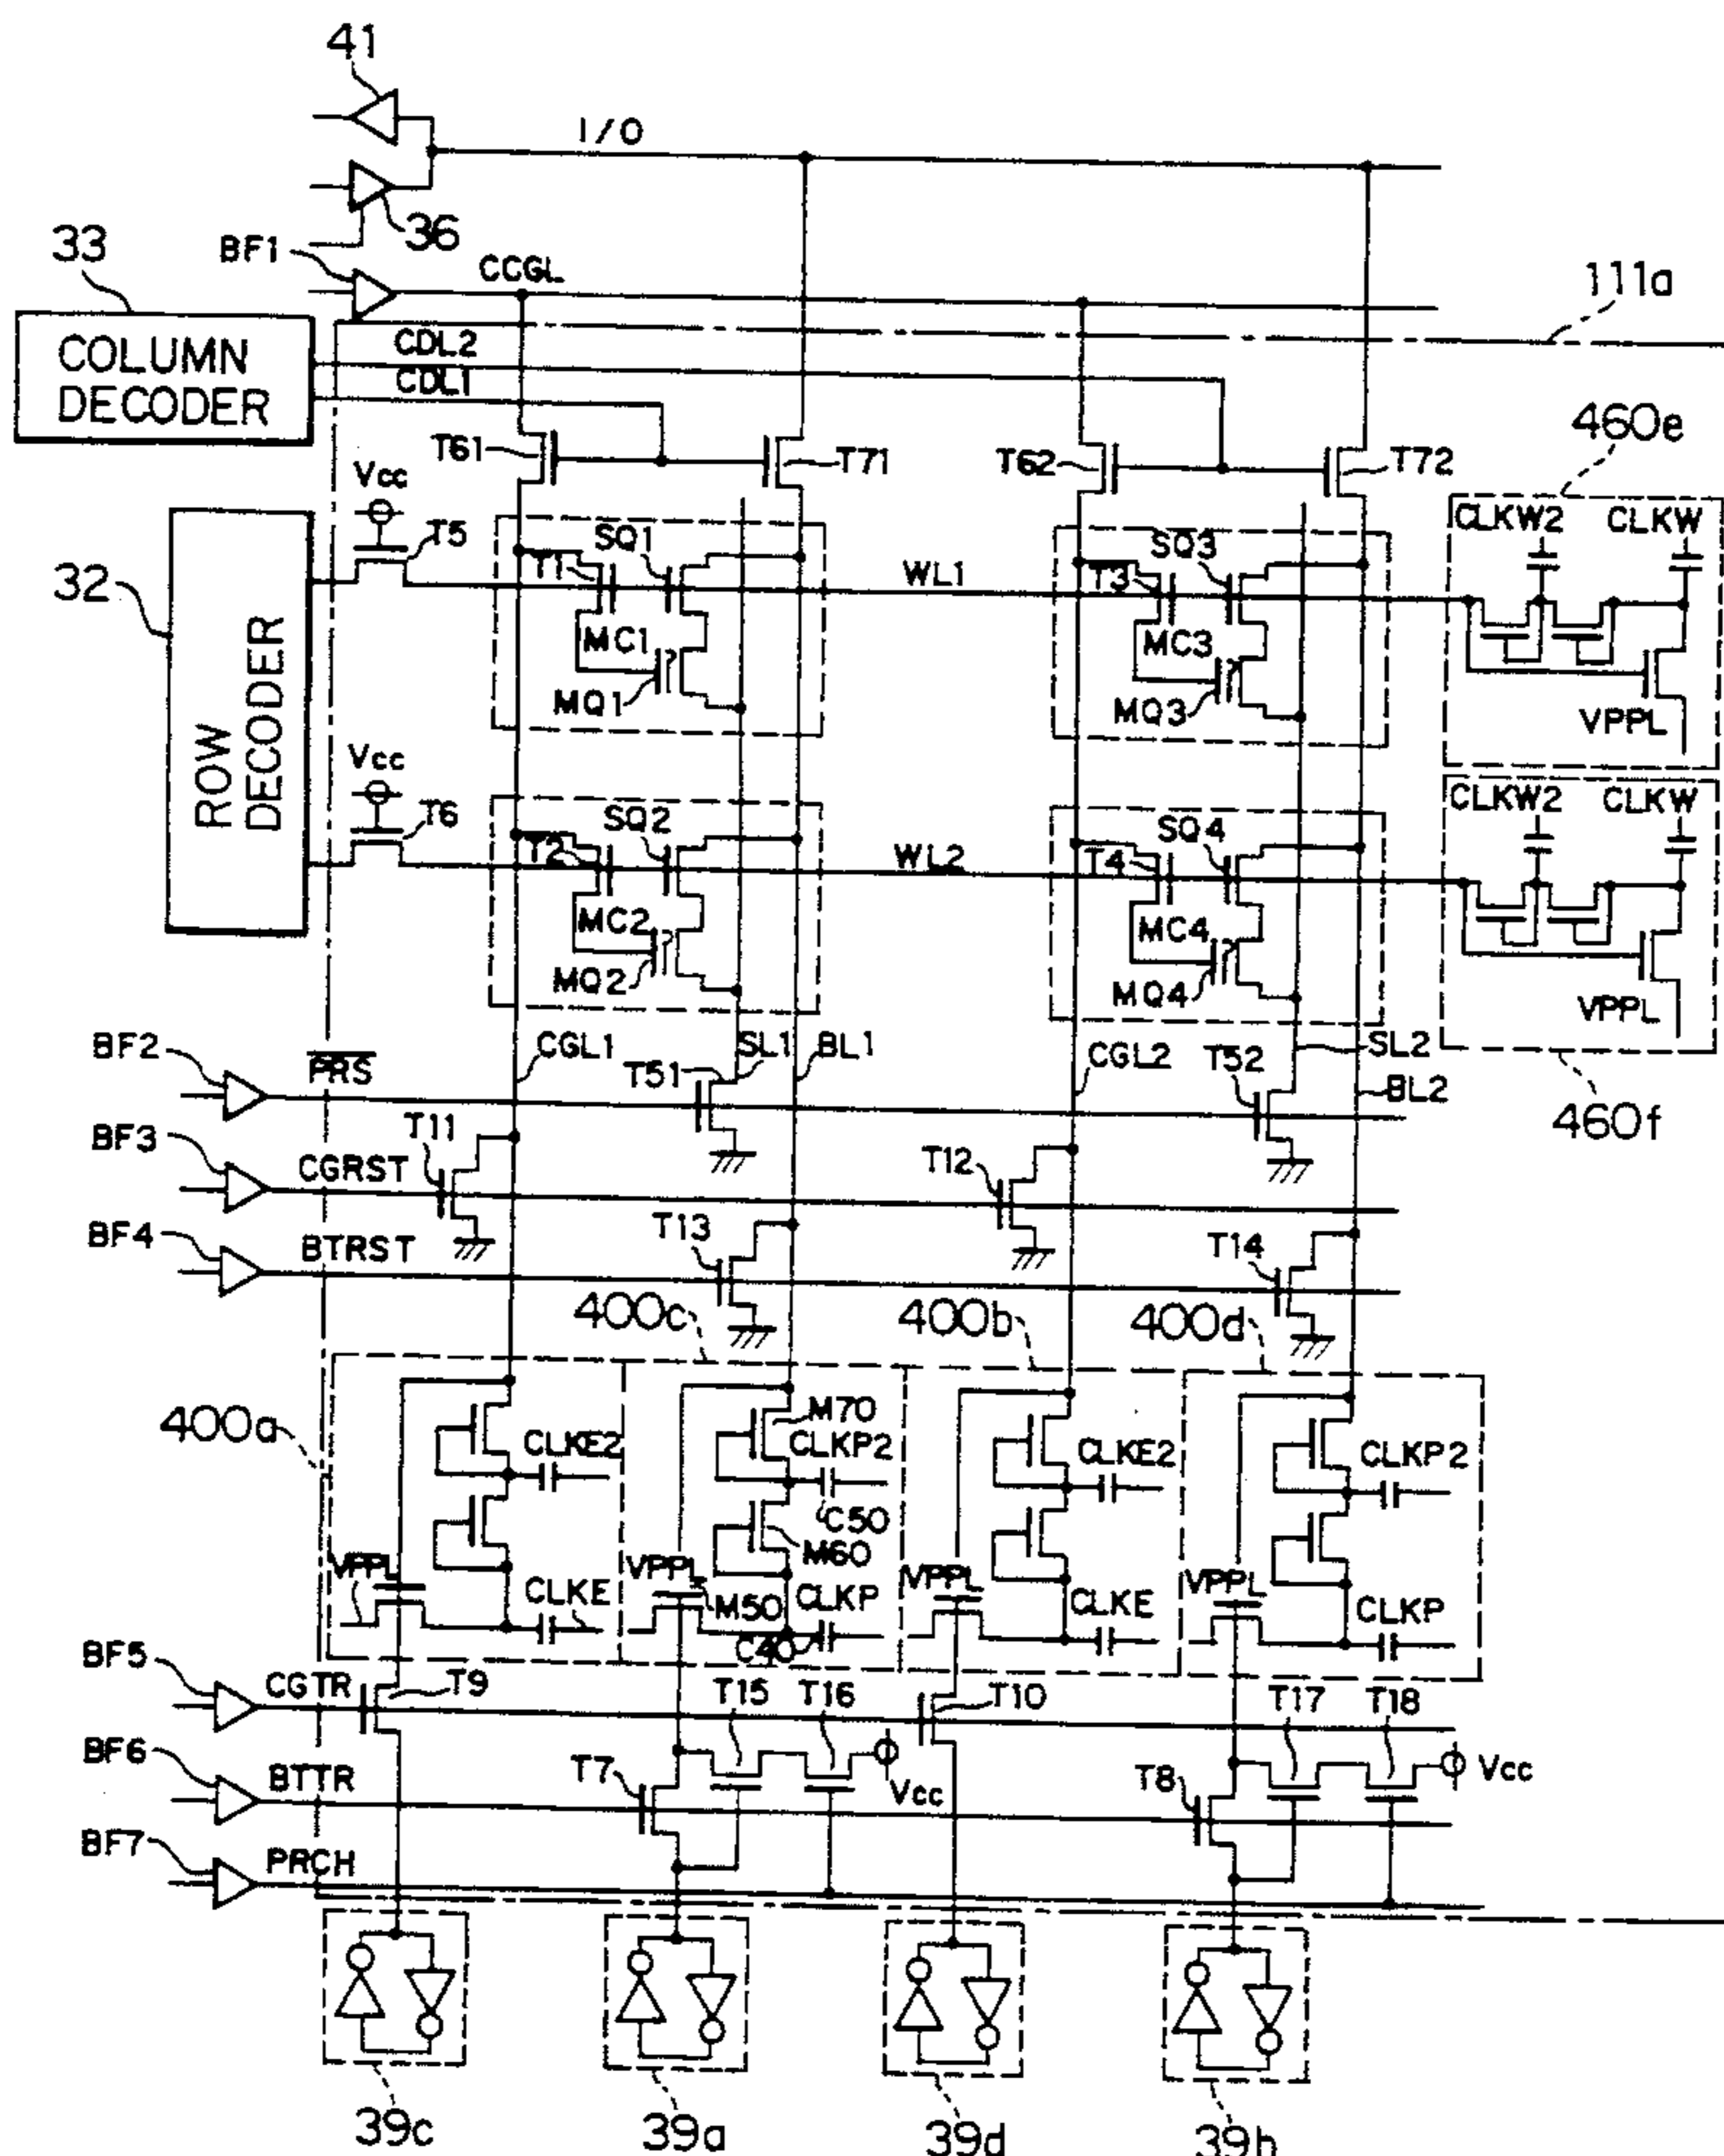 41
I/O
36
33
BF1
CCGL
111a
COLUMN
DECODER
CDL2
CDL1
460e
T61
T71
T62
T72
Vcc
T5
CLKW2
CLKW
32
ROW
DECODER
T1
SQ1
WL1
T3
SQ3
MC1
MC3
MQ1
MQ3
VPPL
Vcc
T6
CLKW2
CLKW
T2
SQ2
WL2
T4
SQ4
MC2
MC4
MQ2
MQ4
VPPL
BF2
PRS
CGL1
T51
SL1
BL1
CGL2
T52
SL2
BL2
460f
BF3
CGRST
T11
T12
BF4
BTRST
T13
T14
400c
400b
400d
400a
CLKE2
M70
CLKP2
CLKE2
CLKP2
C50
M60
VPPL
VPPL
VPPL
VPPL
CLKE
M50
CLKP
CLKE
CLKP
C40
BF5
CGTR
T9
T15
T16
T10
T17
T18
BF6
BTTR
T7
Vcc
T8
Vcc
BF7
PRCH
39c
39a
39d
39b